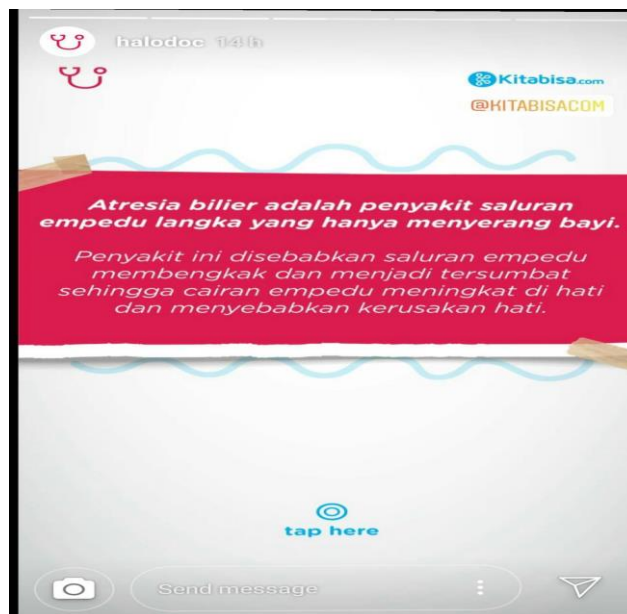 halodoc 14 h
Kitabisa.com
@KITABISACOM
Atresia bilier adalah penyakit saluran
empedu langka yang hanya menyerang bayi.
Penyakit ini disebabkan saluran empedu
membengkak dan menjadi tersumbat
sehingga cairan empedu meningkat di hati
dan menyebabkan kerusakan hati.
tap here
Send message